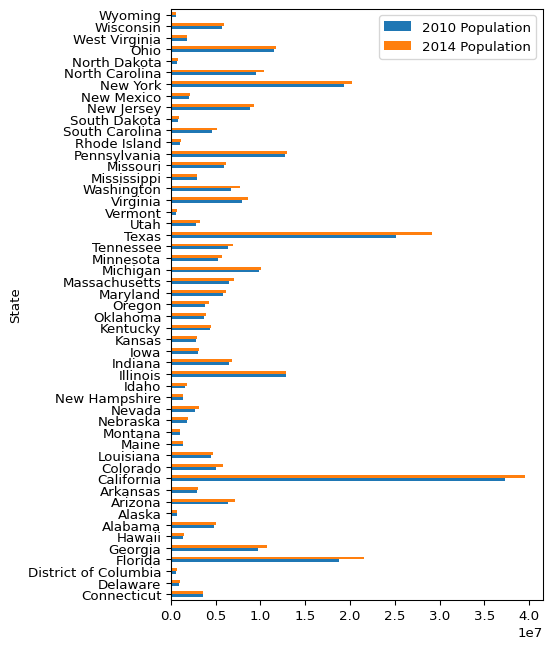 Wyoming
Wisconsin
West Virginia
Ohio
North Dakota
North Carolina
New York
New Mexico
New Jersey
South Dakota
South Carolina
Rhode Island
Pennsylvania
Missouri
Mississippi
Washington
Virginia
Vermont
Utah
Texas
Tennessee
Minnesota
Michigan
Massachusetts
Maryland
Oregon
Oklahoma
Kentucky
Kansas
Iowa
Indiana
Illinois
Idaho
New Hampshire
Nevada
Nebraska
Montana
Maine
Louisiana
Colorado
California
Arkansas
Arizona
Alaska
Alabama
Hawaii
Georgia
Florida
District of Columbia
Delaware
Connecticut
State
2010 Population
2014 Population
0.0 0.5 1.0 1.5 2.0 2.5 3.0 3.5 4.0
1e7